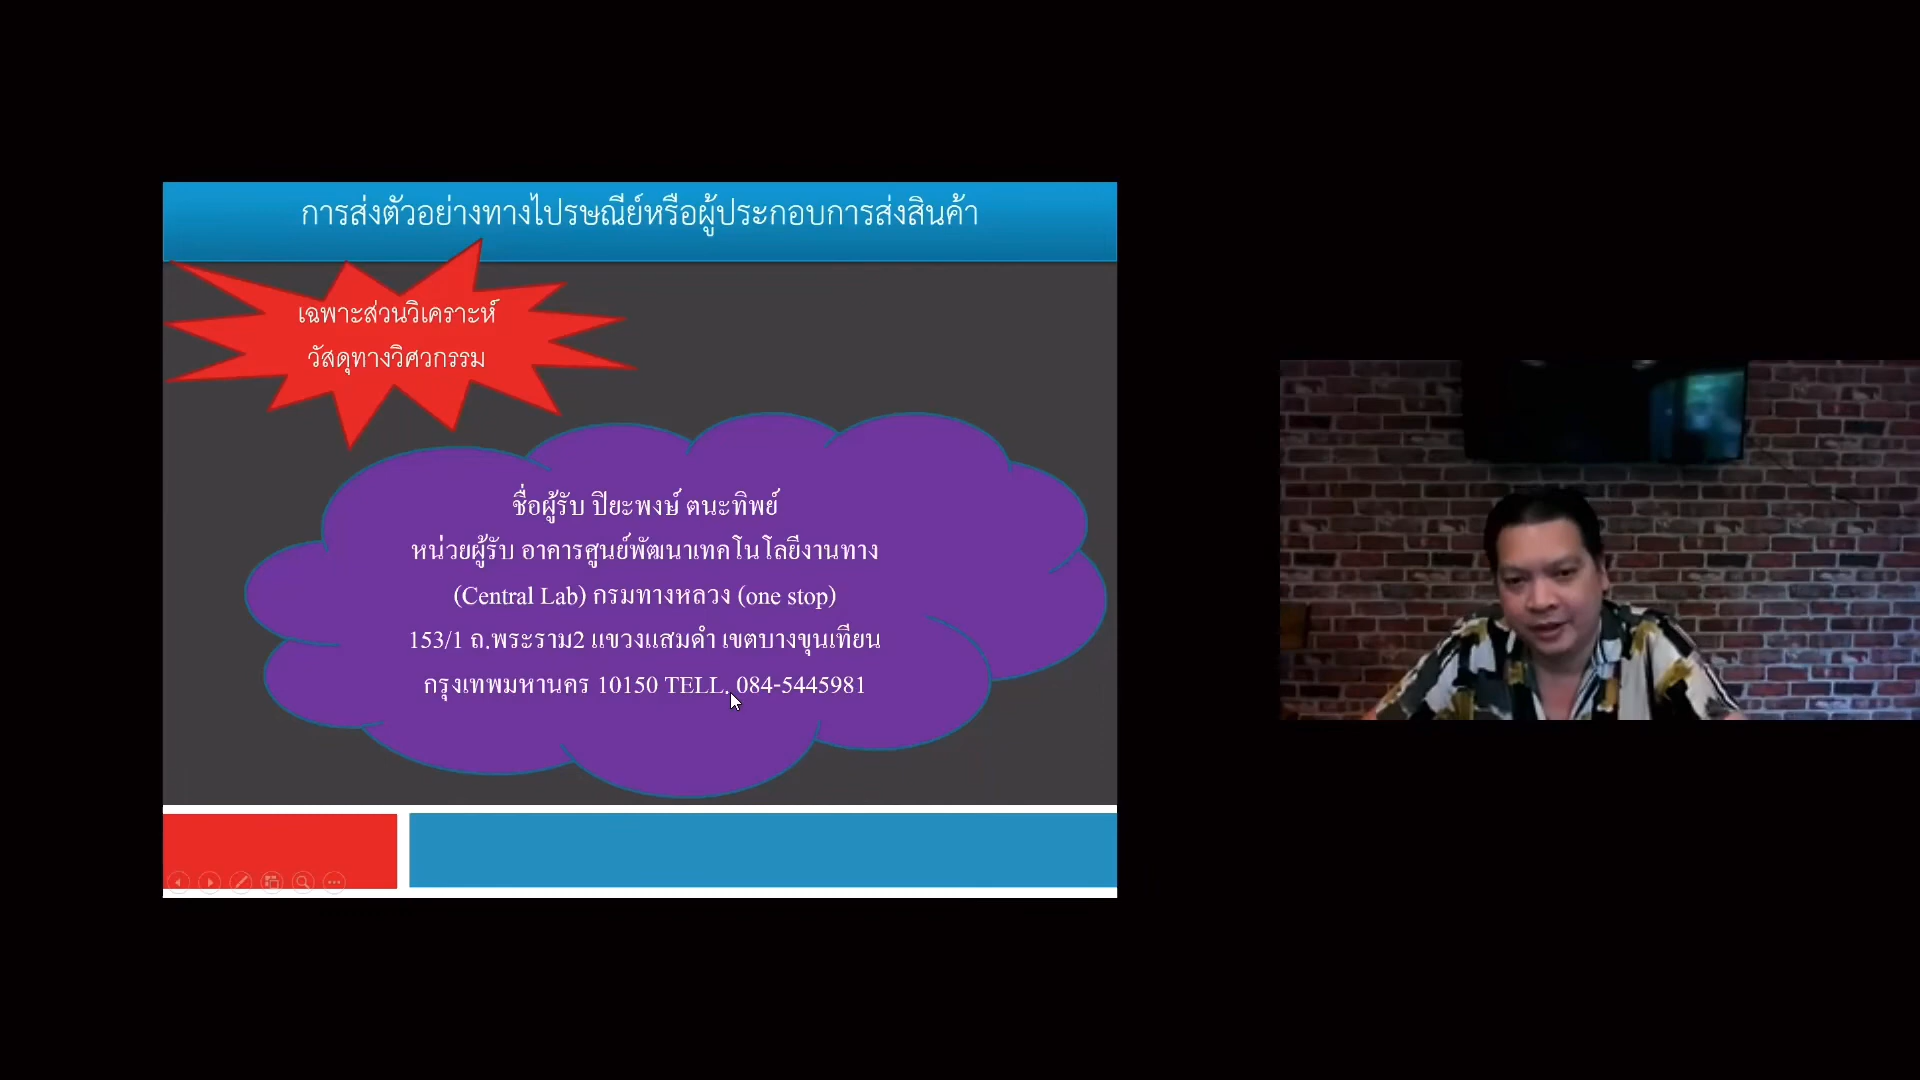 การส่งตัวอย่างทางไปรษณีย์หรือผู้ประกอบการส่งสินค้า
เฉพาะส่วนวิเคราะห์
วัสดุทางวิศวกรรม
ชื่อผู้รับ ปิยะพงษ์ ตนะทิพย์
หน่วยผู้รับ อาคารศูนย์พัฒนาเทคโนโลยีงานทาง
(Central Lab) กรมทางหลวง (one stop)
153/1 ถ.พระราม2 แขวงแสมดำ เขตบางขุนเทียน
กรุงเทพมหานคร 10150 TELL. 084-5445981